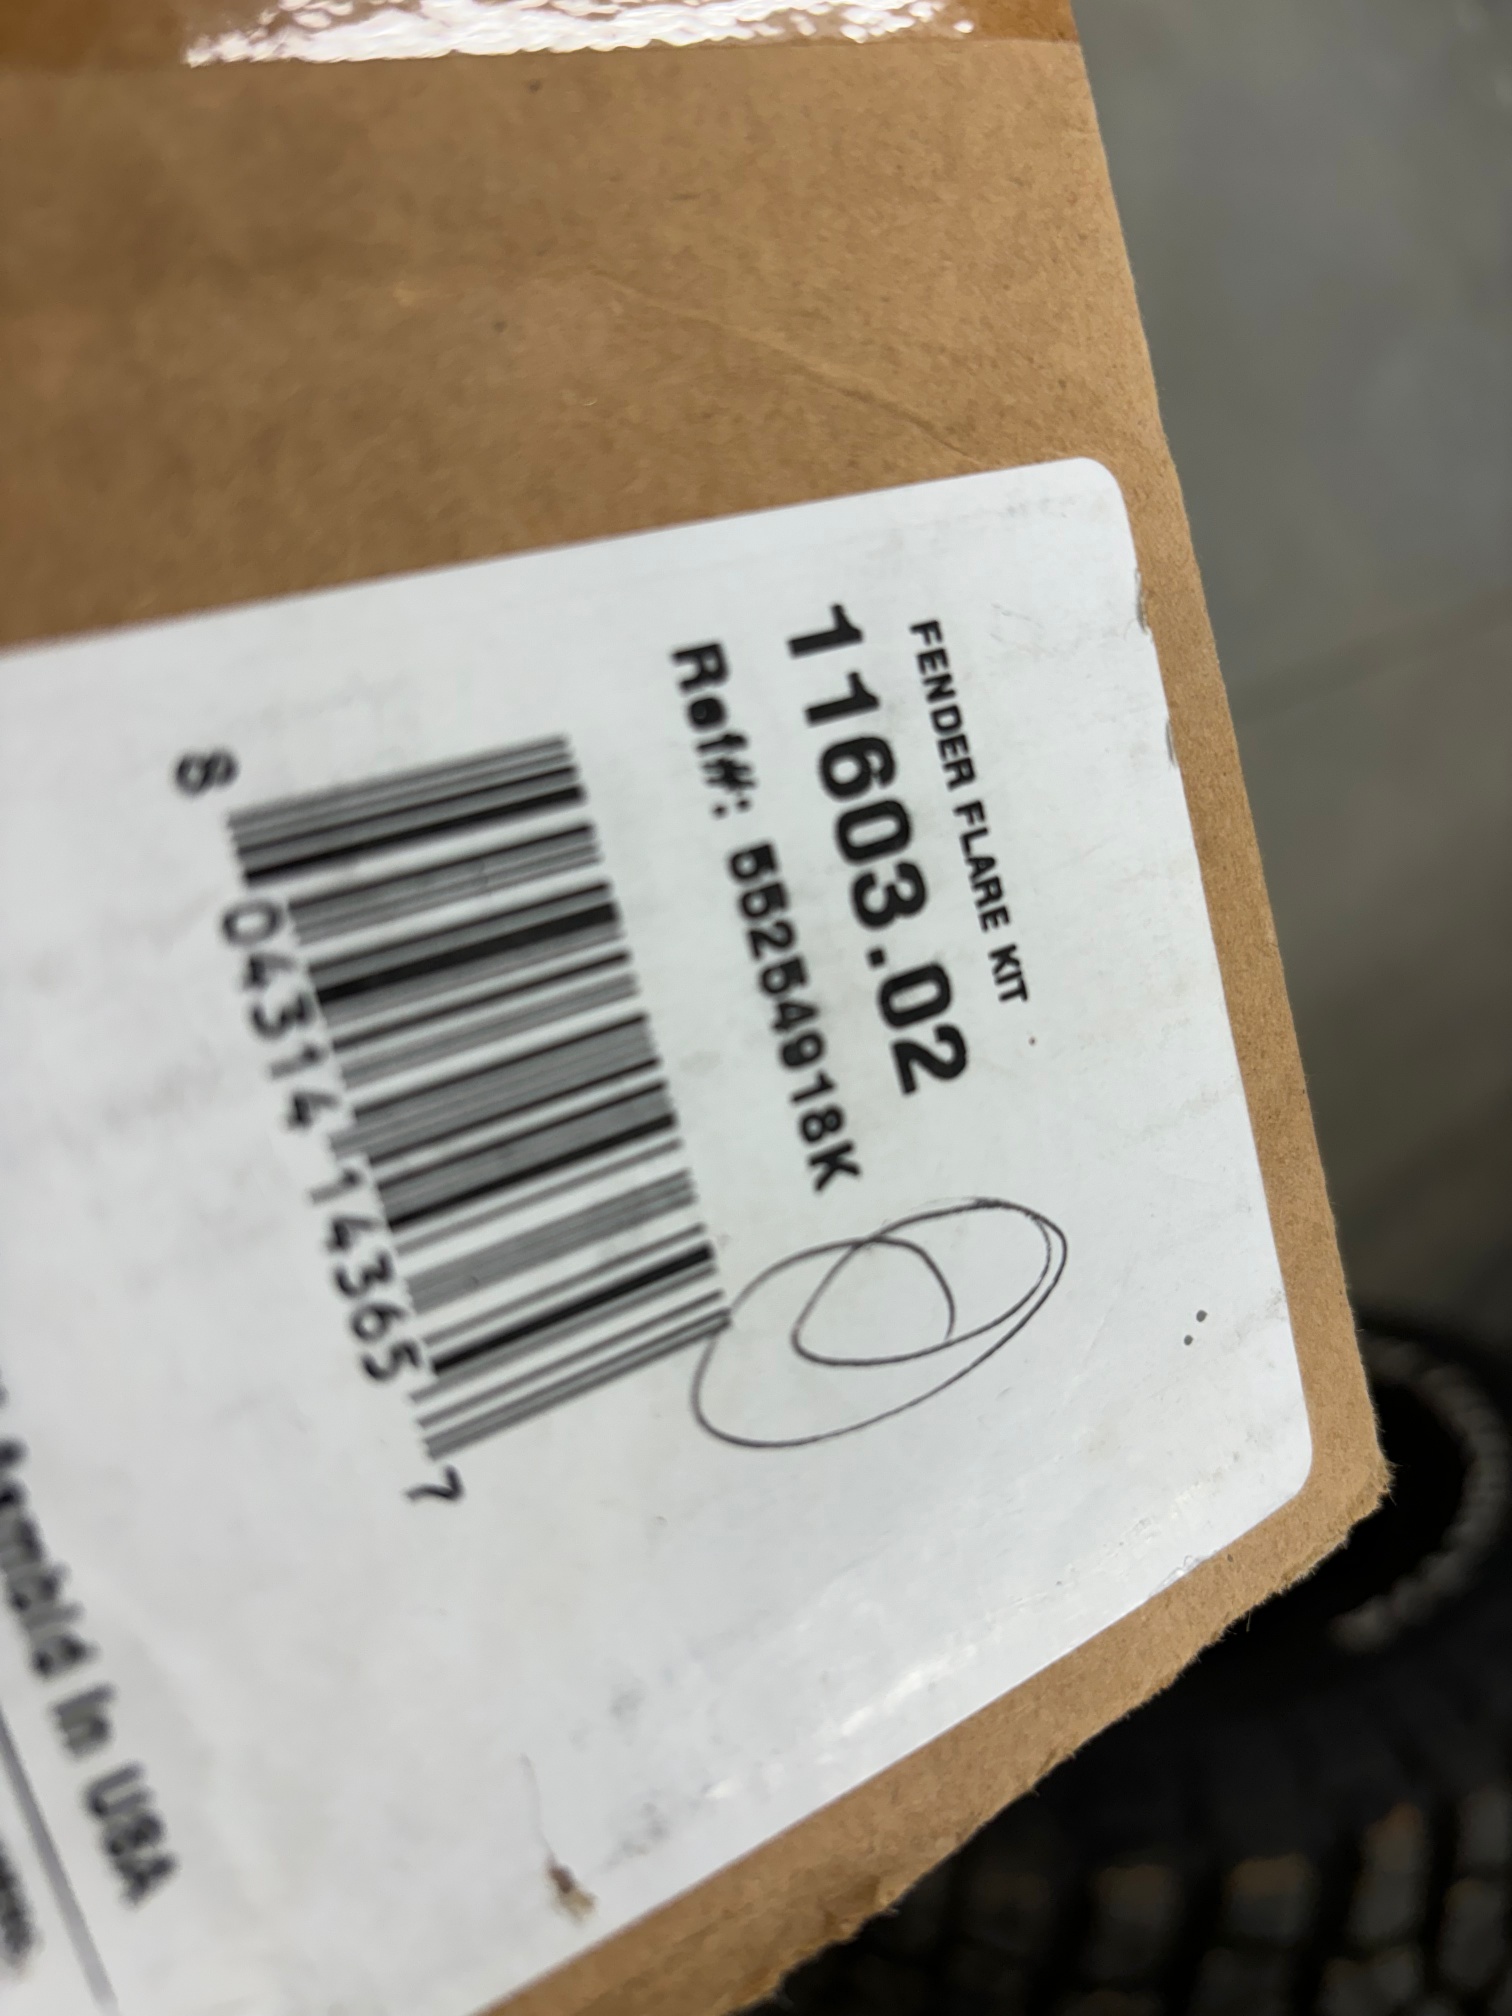 FENDER FLARE KIT
11603.02
Ref#: 55254918K
8 04314 14365 7
In USA